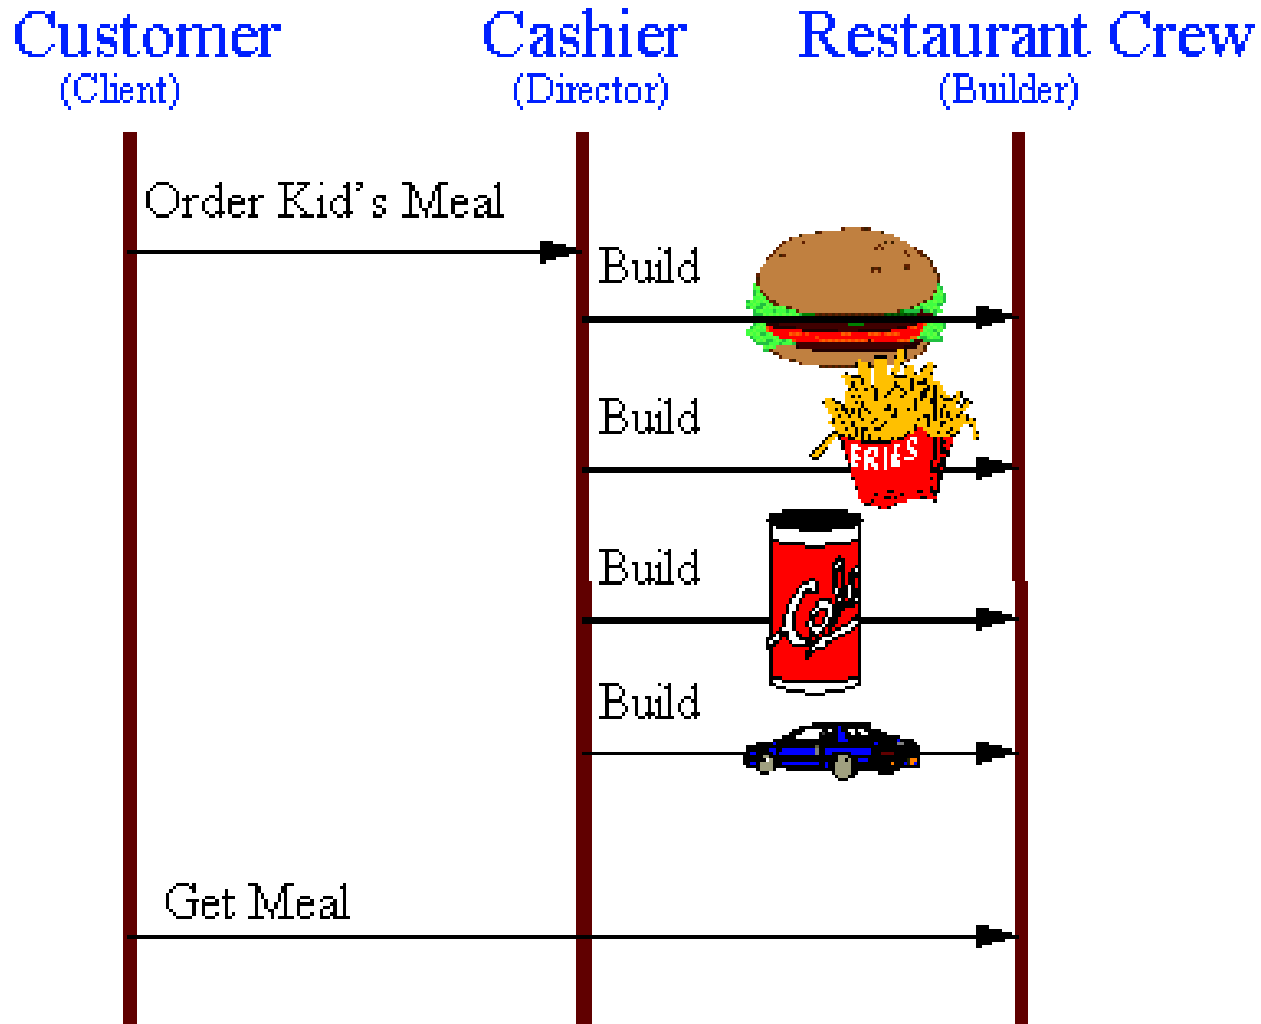 Customer
(Client)
Cashier
(Director)
Restaurant Crew
(Builder)
Order Kid's Meal
Build
Build
FRIES
Build
Build
Get Meal